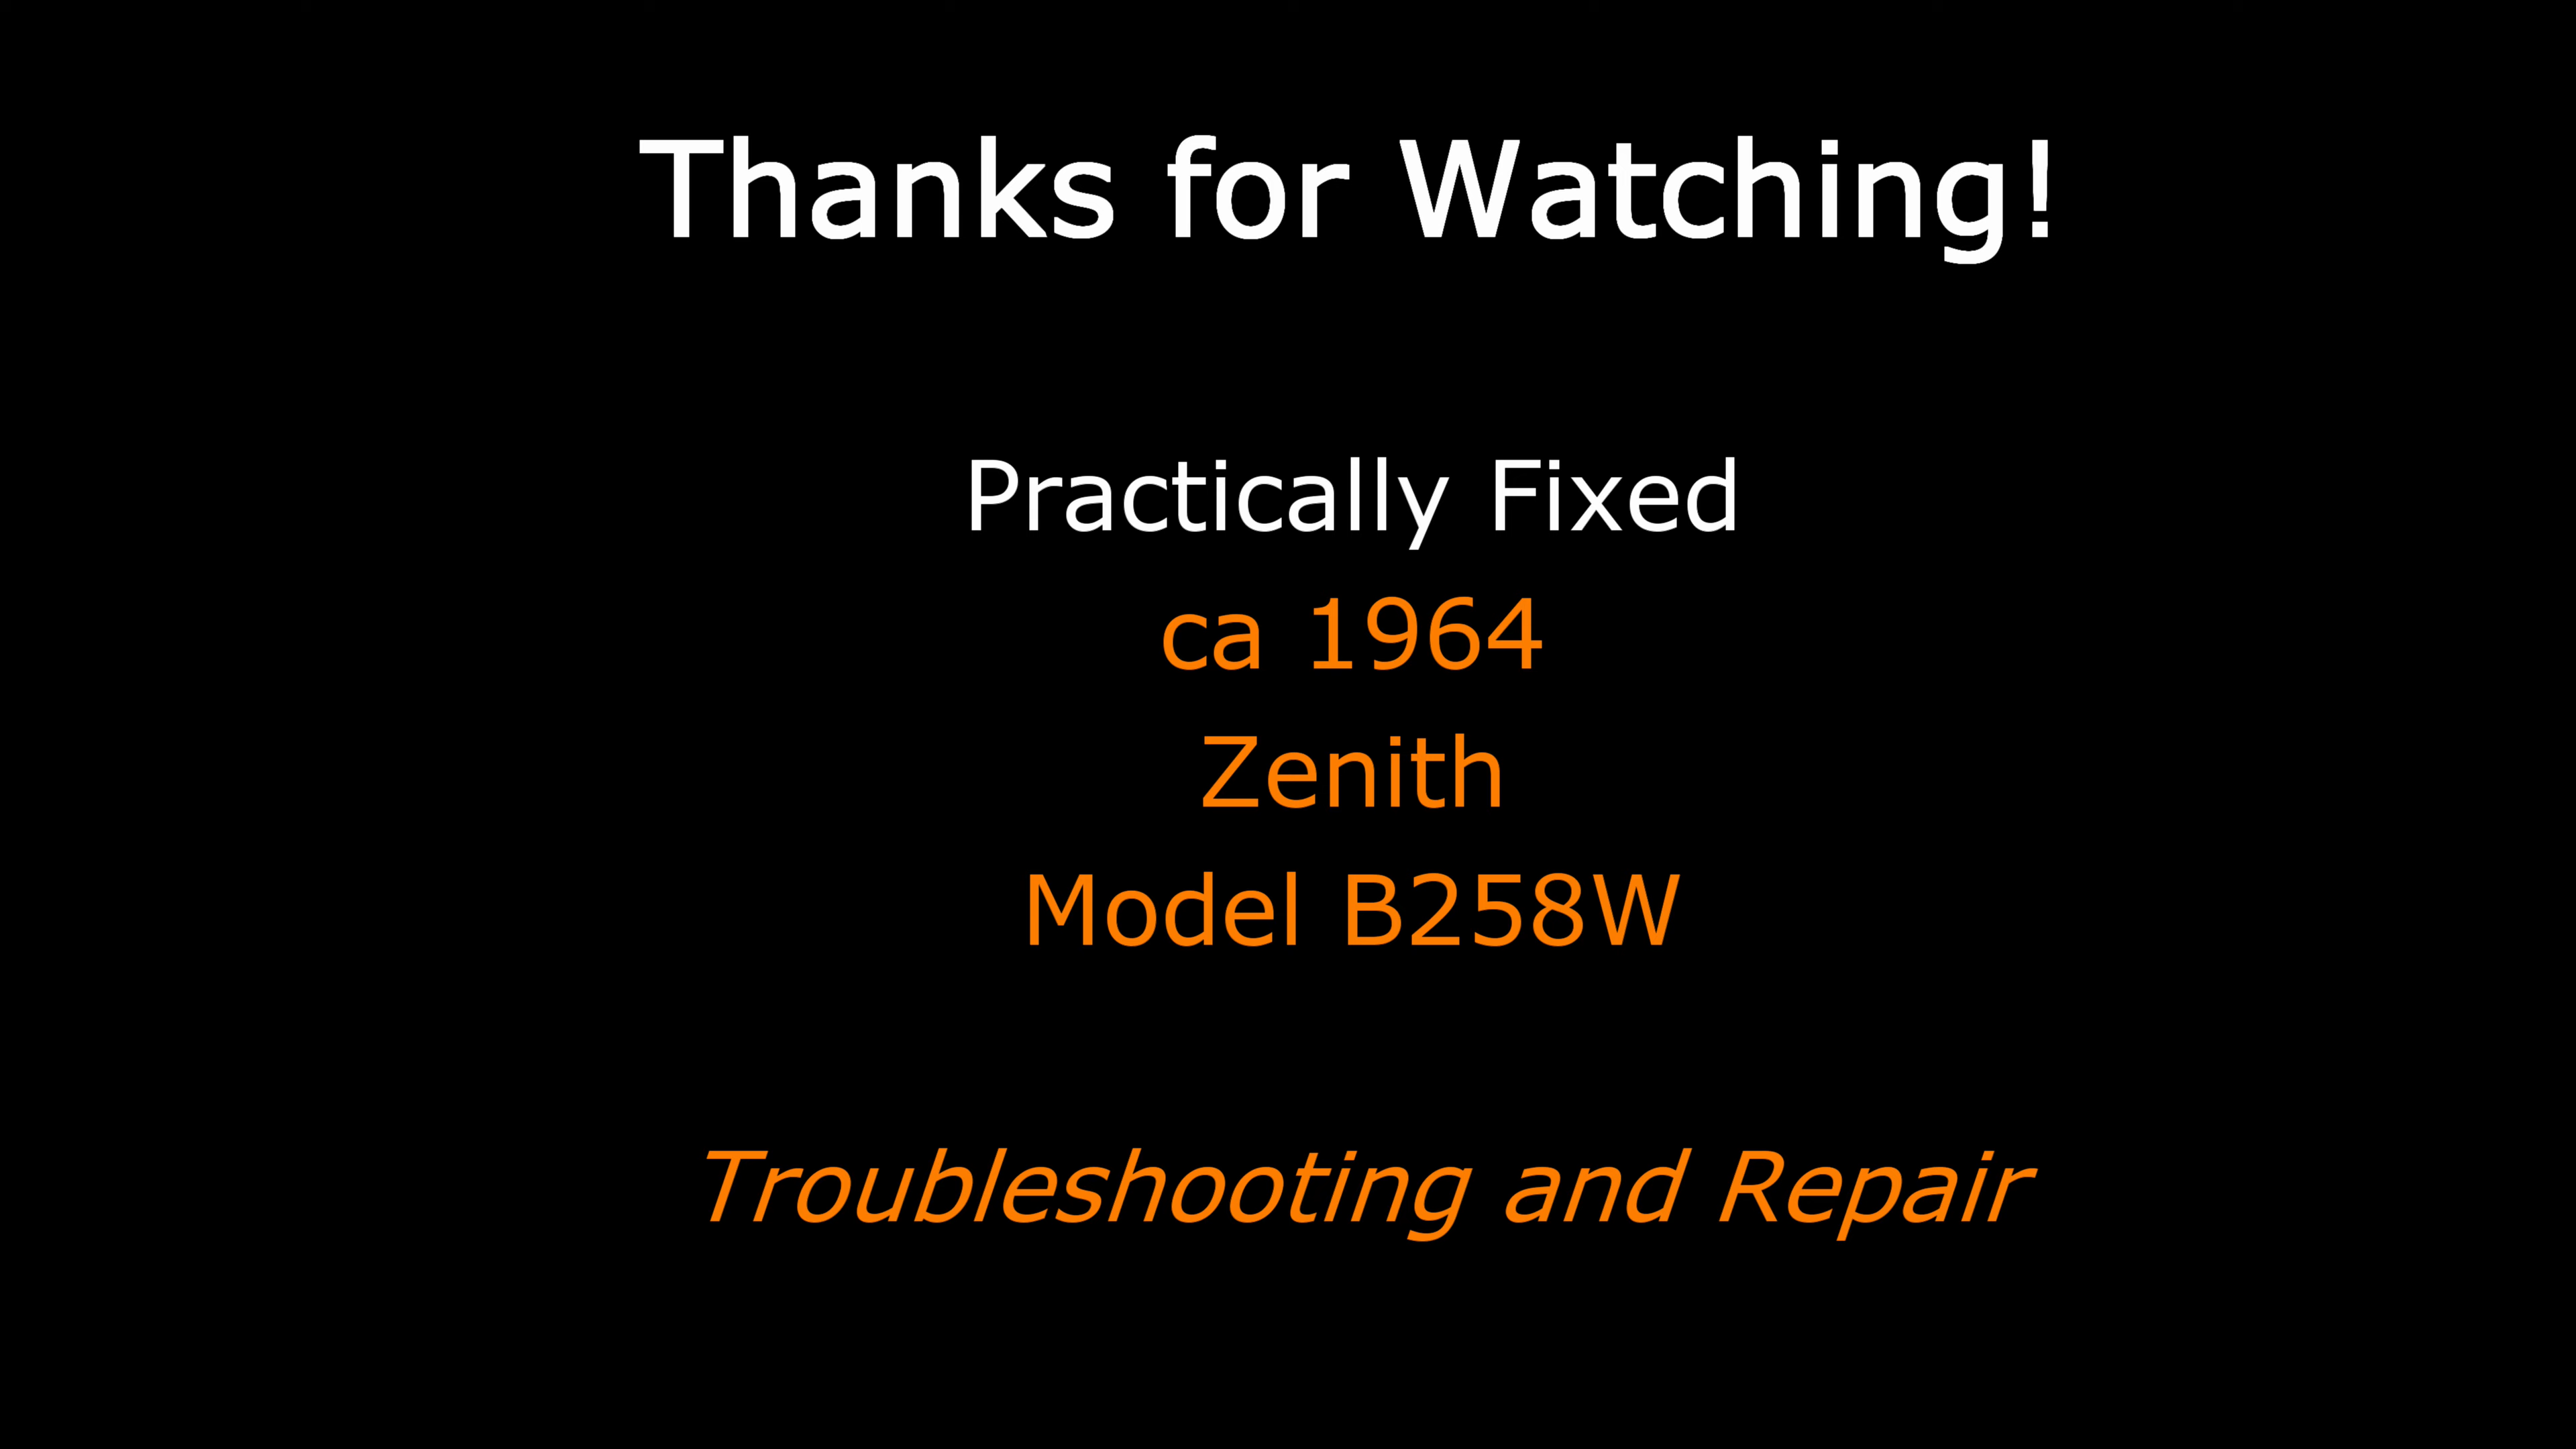 Thanks for Watching!
Practically Fixed
ca 1964
Zenith
Model B258W
Troubleshooting and Repair